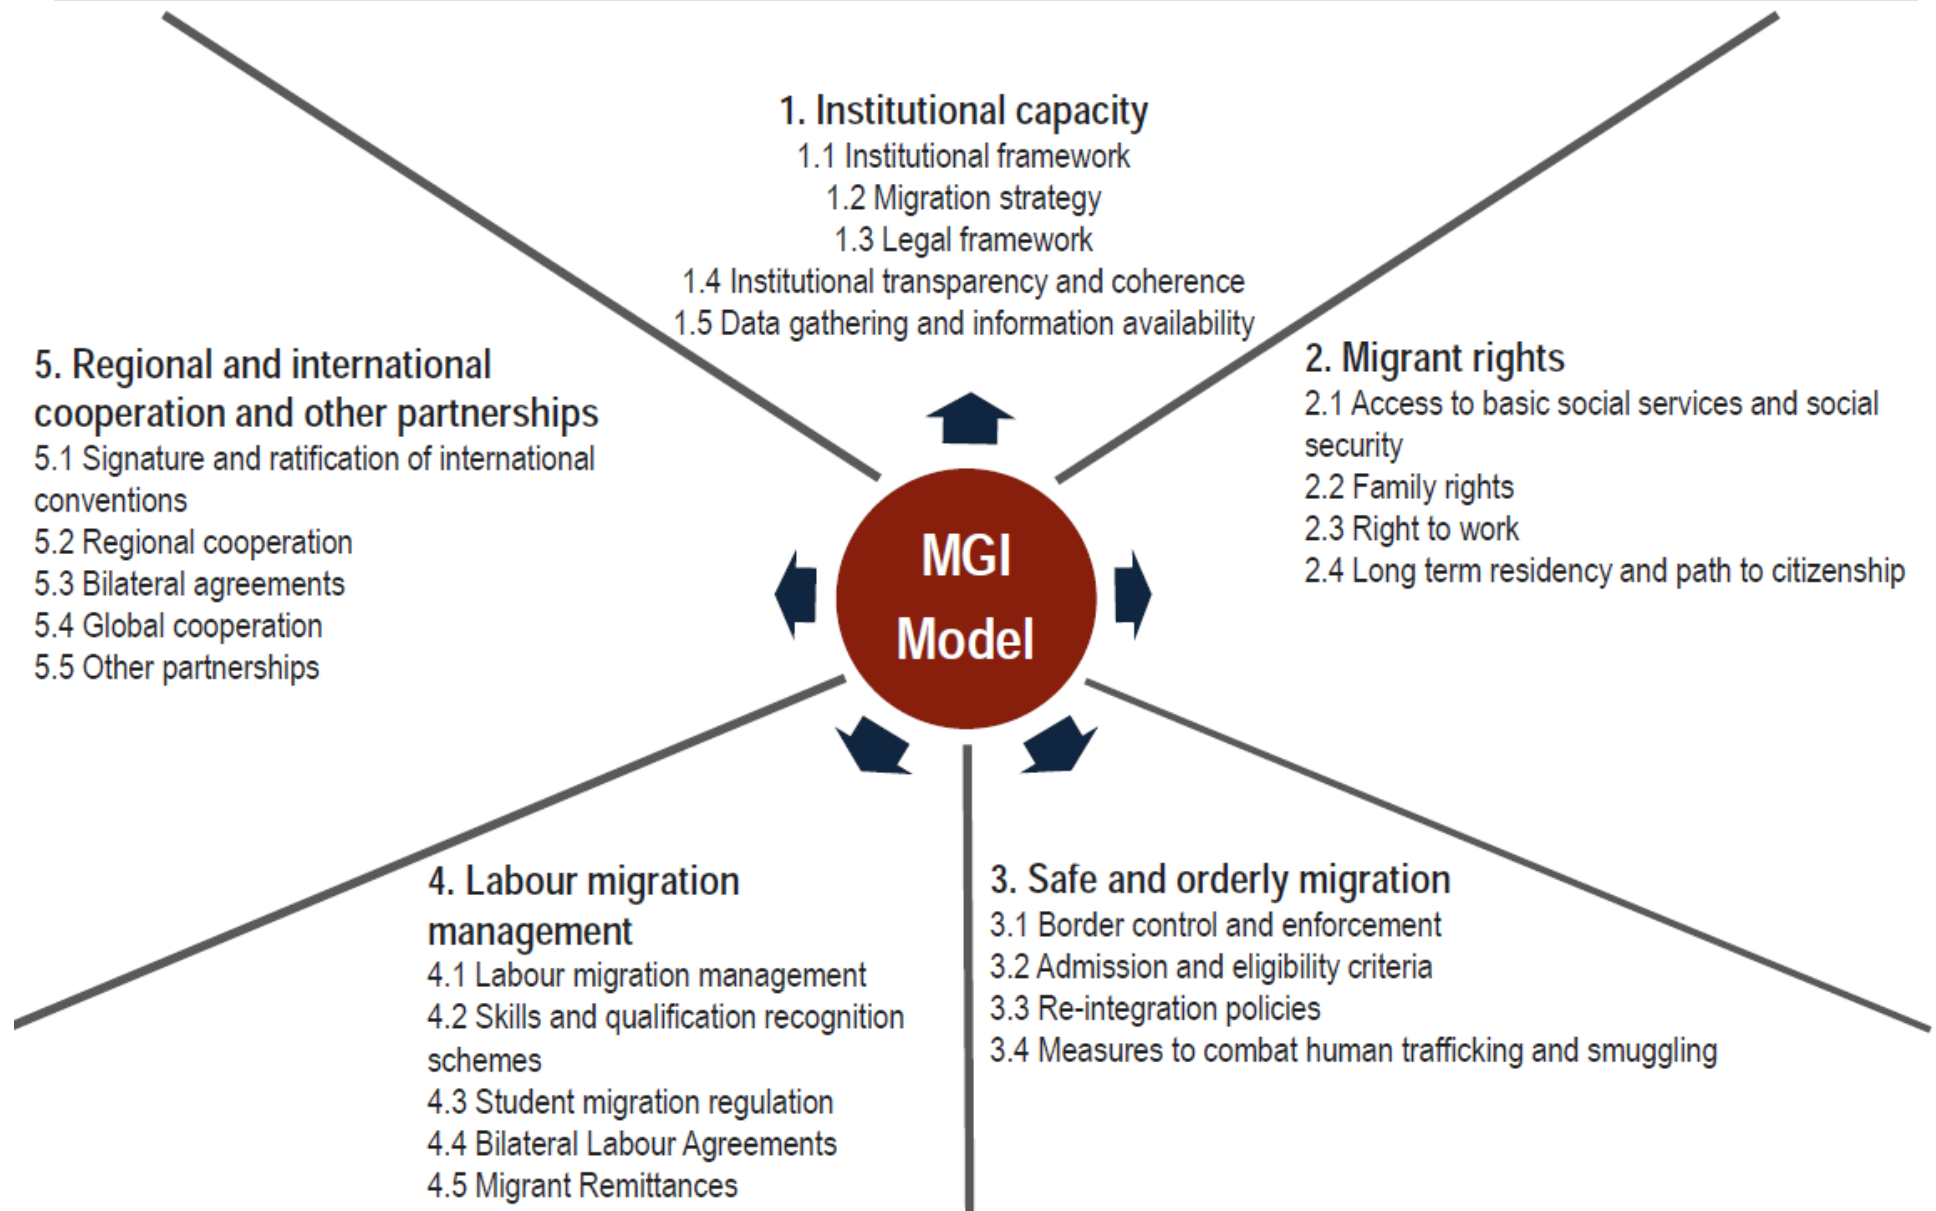 1. Institutional capacity
1.1 Institutional framework
1.2 Migration strategy
1.3 Legal framework
1.4 Institutional transparency and coherence
1.5 Data gathering and information availability
2. Migrant rights
2.1 Access to basic social services and social
security
2.2 Family rights
2.3 Right to work
2.4 Long term residency and path to citizenship
3. Safe and orderly migration
3.1 Border control and enforcement
3.2 Admission and eligibility criteria
3.3 Re-integration policies
3.4 Measures to combat human trafficking and smuggling
4. Labour migration
management
4.1 Labour migration management
4.2 Skills and qualification recognition
schemes
4.3 Student migration regulation
4.4 Bilateral Labour Agreements
4.5 Migrant Remittances
5. Regional and international
cooperation and other partnerships
5.1 Signature and ratification of international
conventions
5.2 Regional cooperation
5.3 Bilateral agreements
5.4 Global cooperation
5.5 Other partnerships
MGI
Model